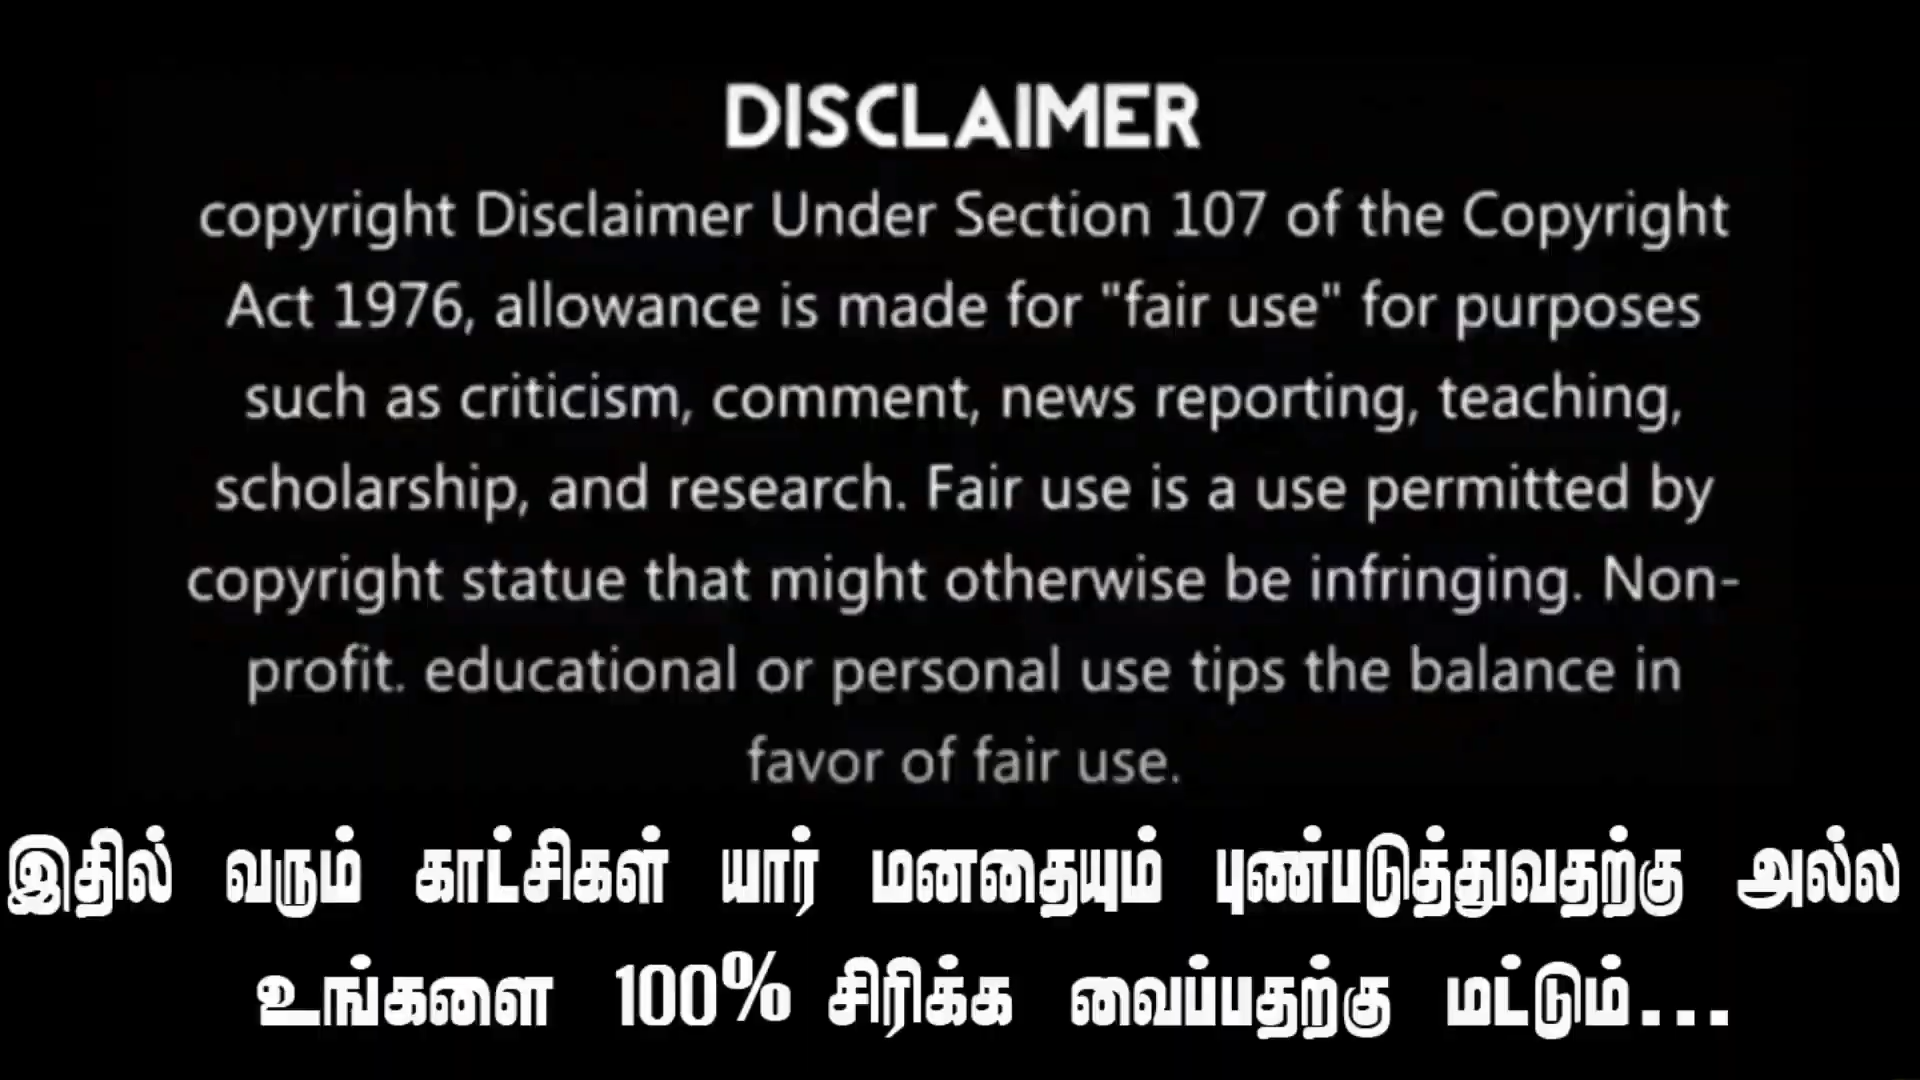 DISCLAIMER
copyright Disclaimer Under Section 107 of the Copyright
Act 1976, allowance is made for "fair use" for purposes
such as criticism, comment, news reporting, teaching,
scholarship, and research. Fair use is a use permitted by
copyright statue that might otherwise be infringing. Non-
profit. educational or personal use tips the balance in
favor of fair use.
இதில் வரும் காட்சிகள் யார் மனதையும் புண்படுத்துவதற்கு அல்ல
உங்களை 100% சிரிக்க வைப்பதற்கு மட்டும்...